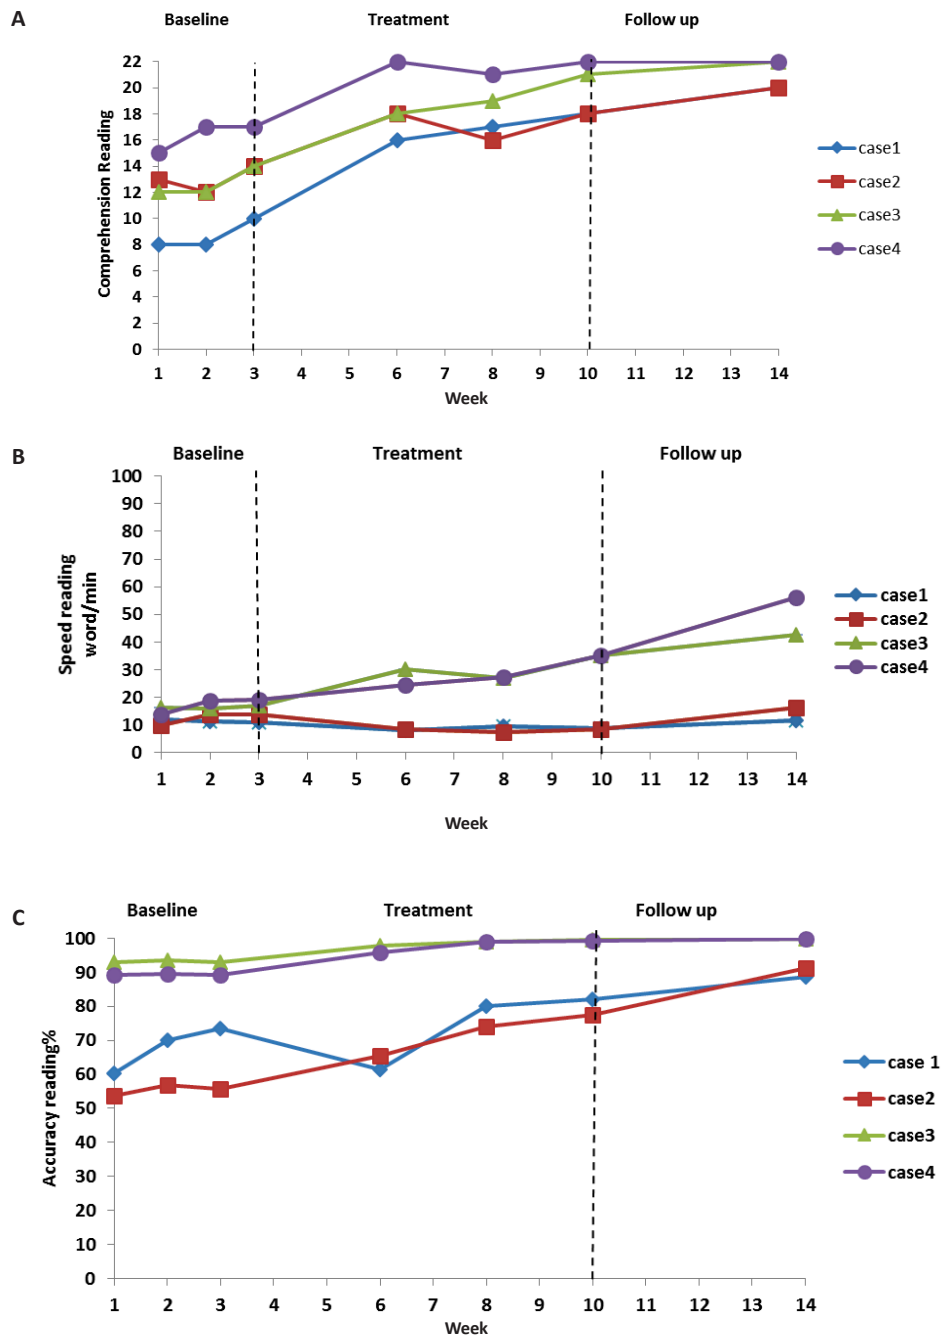 A
Baseline Treatment Follow up
Comprehension Reading
22
20
18
16
14
12
10
8
6
4
2
0
1 2 3 4 5 6 7 8 9 10 11 12 13 14
Week
case1
case2
case3
case4
B
Baseline Treatment Follow up
Speed reading
word/min
100
90
80
70
60
50
40
30
20
10
0
1 2 3 4 5 6 7 8 9 10 11 12 13 14
Week
case1
case2
case3
case4
C
Baseline Treatment Follow up
Accuracy reading%
100
90
80
70
60
50
40
30
20
10
0
1 2 3 4 5 6 7 8 9 10 11 12 13 14
Week
case 1
case2
case3
case4